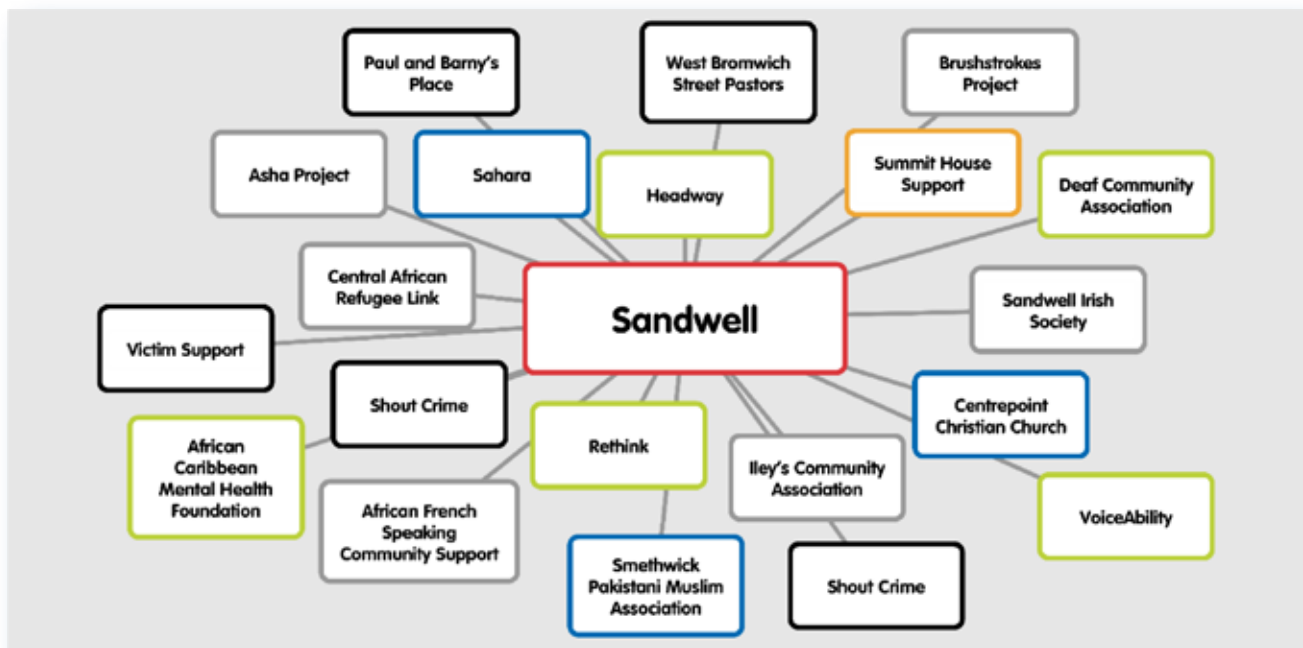 Paul and Barny's
Place
West Bromwich
Street Pastors
Brushstrokes
Project
Asha Project
Sahara
Headway
Summit House
Support
Deaf Community
Association
Central African
Refugee Link
Sandwell
Sandwell Irish
Society
Victim Support
Shout Crime
Centrepoint
Christian Church
African
Caribbean
Mental Health
Foundation
Rethink
Iley's Community
Association
African French
Speaking
Community Support
VoiceAbility
Smethwick
Pakistani Muslim
Association
Shout Crime